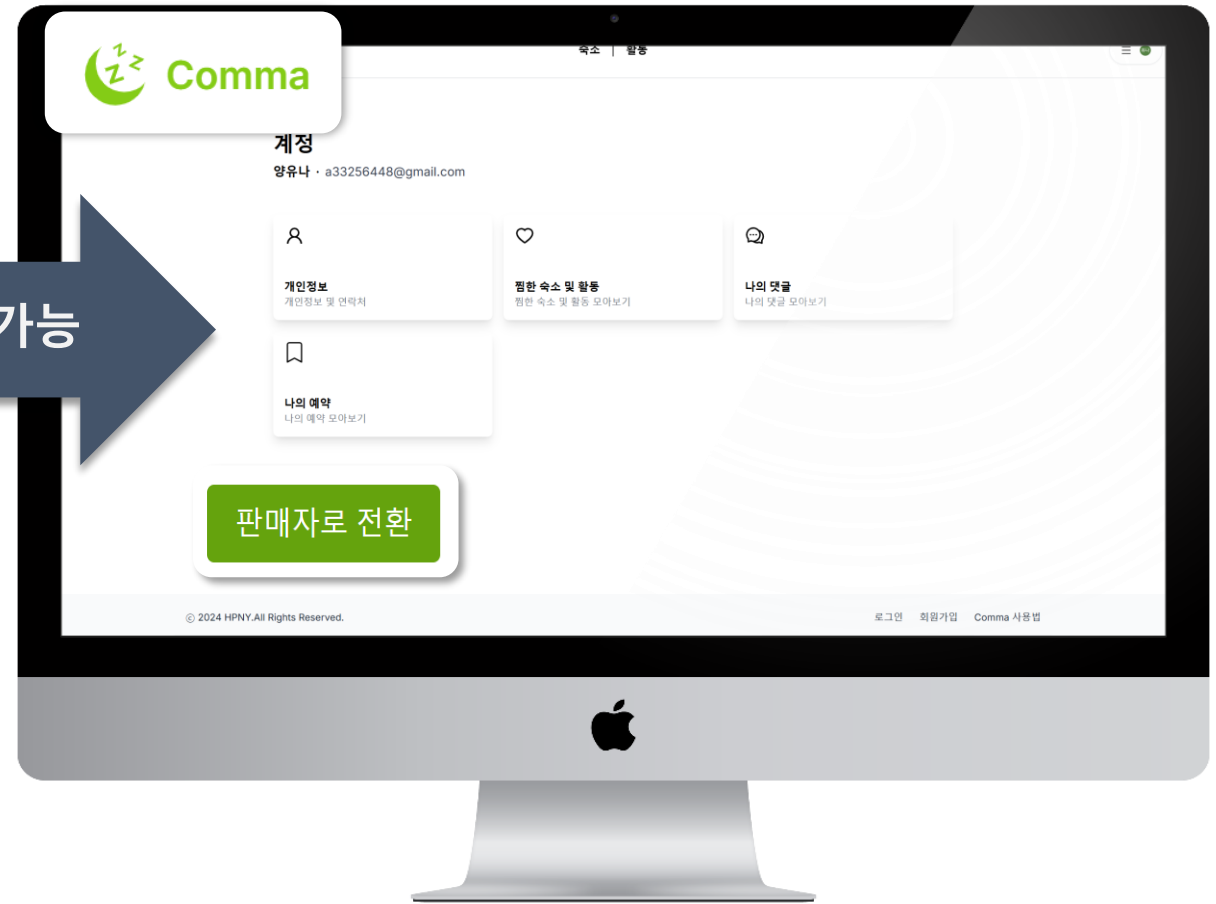 Comma
숙소 | 활동
계정
양유나 · a33256448@gmail.com
개인정보
개인정보 및 연락처
찜한 숙소 및 활동
찜한 숙소 및 활동 모아보기
나의 댓글
나의 댓글 모아보기
가능
나의 예약
나의 예약 모아보기
판매자로 전환
© 2024 HPNY.All Rights Reserved.
로그인 회원가입 Comma 사용법